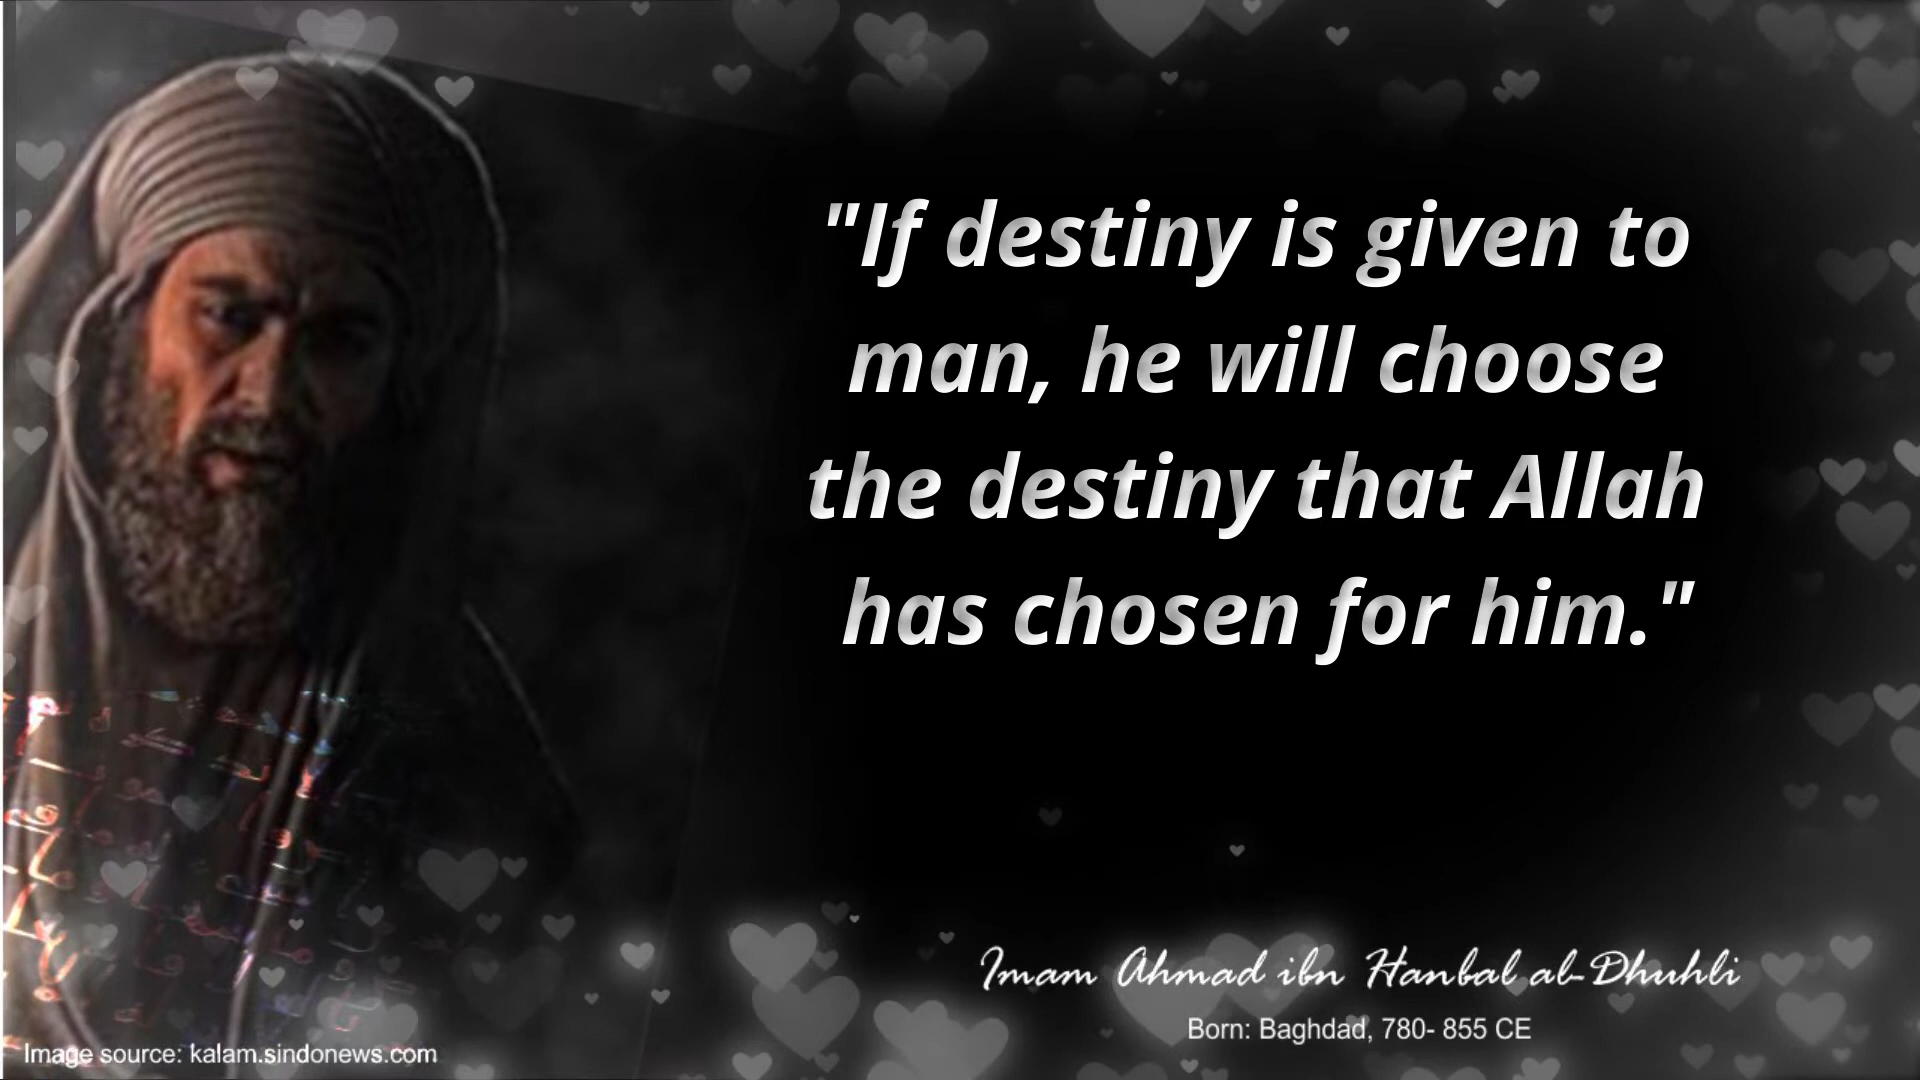 "If destiny is given to
man, he will choose
the destiny that Allah
has chosen for him."
Imam Ahmad ibn Hanbal al-Dhuhli
Born: Baghdad, 780- 855 CE
Image source: kalam.sindonews.com